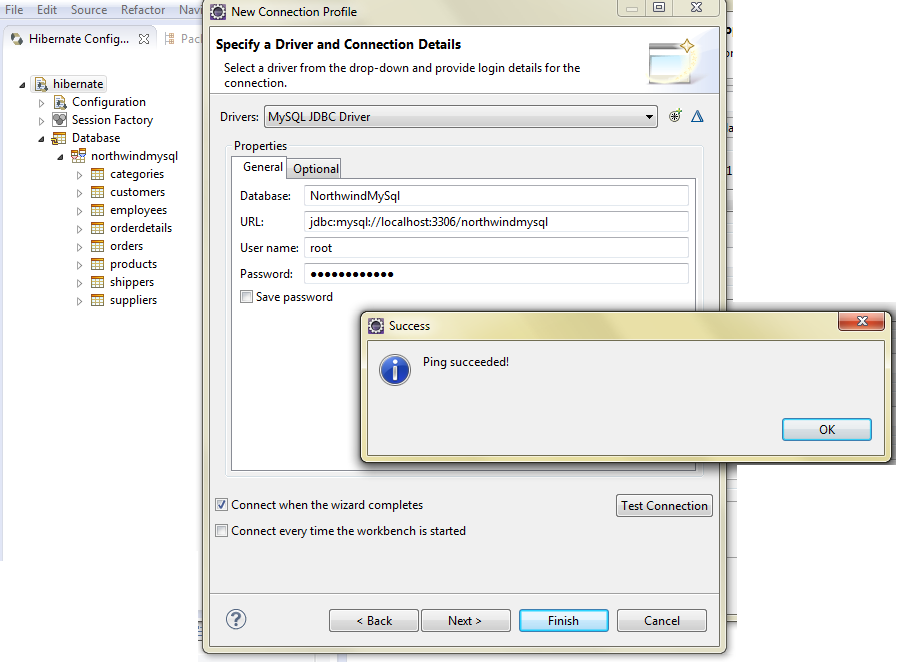 File Edit Source Refactor Navi
Hibernate Config...
Pac
hibernate
Configuration
Session Factory
Database
northwindmysql
categories
customers
employees
orderdetails
orders
products
shippers
suppliers
New Connection Profile
Specify a Driver and Connection Details
Select a driver from the drop-down and provide login details for the
connection.
Drivers: MySQL JDBC Driver
Properties
General Optional
Database: NorthwindMySql
URL: jdbc:mysql://localhost:3306/northwindmysql
User name: root
Password: ●●●●●●●●●●●●
Save password
Success
Ping succeeded!
OK
Connect when the wizard completes
Test Connection
Connect every time the workbench is started
? < Back Next > Finish Cancel